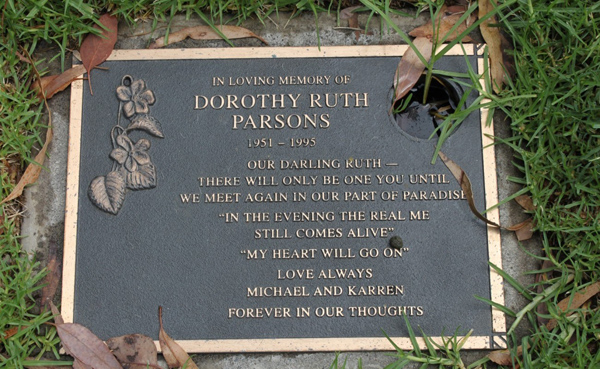 IN LOVING MEMORY OF
DOROTHY RUTH
PARSONS
1951 – 1995
OUR DARLING RUTH —
THERE WILL ONLY BE ONE YOU UNTIL
WE MEET AGAIN IN OUR PART OF PARADISE
"IN THE EVENING THE REAL ME
STILL COMES ALIVE"
"MY HEART WILL GO ON"
LOVE ALWAYS
MICHAEL AND KARREN
FOREVER IN OUR THOUGHTS